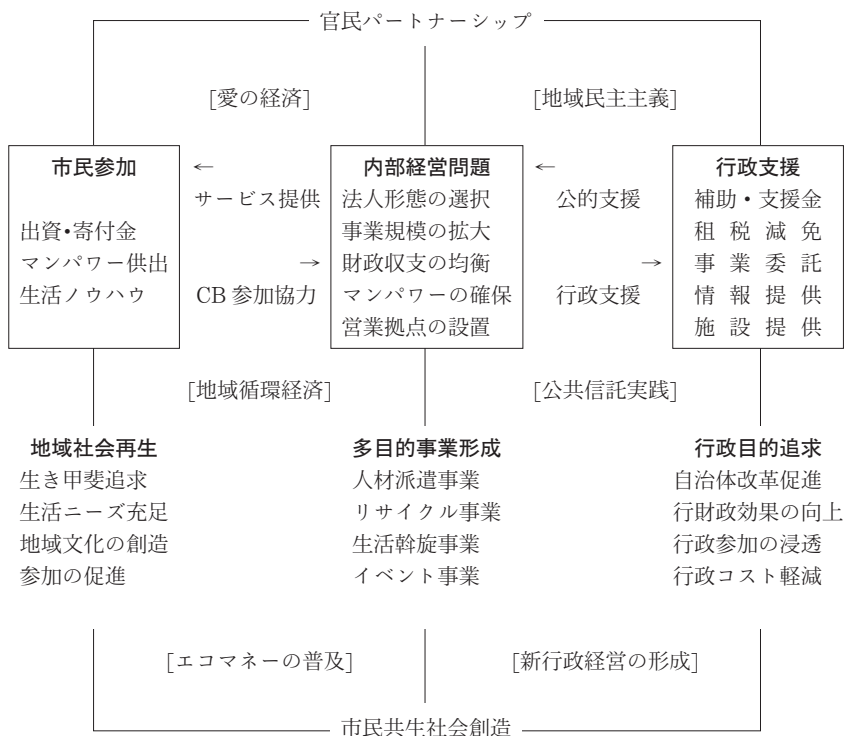 官民パートナーシップ
[愛の経済] [地域民主主義]
市民参加 ← 内部経営問題 ← 行政支援
サービス提供 法人形態の選択 公的支援 補助・支援金
出資・寄付金 事業規模の拡大 租税減免
マンパワー供出 → 財政収支の均衡 → 事業委託
生活ノウハウ CB 参加協力 マンパワーの確保 行政支援 情報提供
営業拠点の設置 施設提供
[地域循環経済] [公共信託実践]
地域社会再生 多目的事業形成 行政目的追求
生き甲斐追求 人材派遣事業 自治体改革促進
生活ニーズ充足 リサイクル事業 行財政効果の向上
地域文化の創造 生活斡旋事業 行政参加の浸透
参加の促進 イベント事業 行政コスト軽減
[エコマネーの普及] [新行政経営の形成]
市民共生社会創造